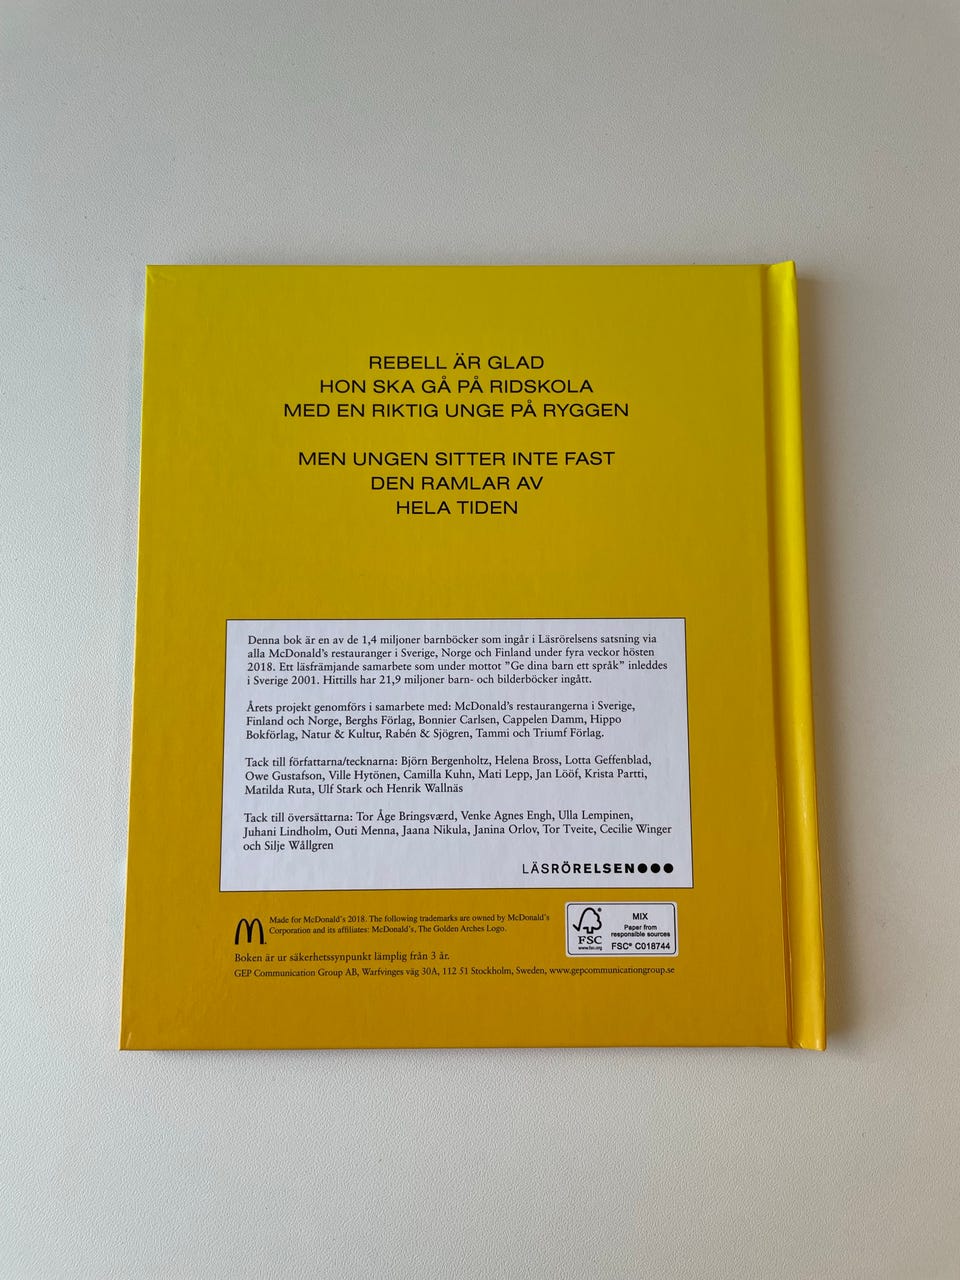 REBELL ÄR GLAD
HON SKA GÅ PÅ RIDSKOLA
MED EN RIKTIG UNGE PÅ RYGGEN
MEN UNGEN SITTER INTE FAST
DEN RAMLAR AV
HELA TIDEN
Denna bok är en av de 1,4 miljoner barnböcker som ingår i Läsrörelsens satsning via
alla McDonald's restauranger i Sverige, Norge och Finland under fyra veckor hösten
2018. Ett läsfrämjande samarbete som under mottot "Ge dina barn ett språk" inleddes
i Sverige 2001. Hittills har 21,9 miljoner barn- och bilderböcker ingått.
Årets projekt genomförs i samarbete med: McDonald's restaurangerna i Sverige,
Finland och Norge, Berghs Förlag, Bonnier Carlsen, Cappelen Damm, Hippo
Bokförlag, Natur & Kultur, Rabén & Sjögren, Tammi och Triumf Förlag.
Tack till författarna/tecknarna: Björn Bergenholtz, Helena Bross, Lotta Geffenblad,
Owe Gustafson, Ville Hytönen, Camilla Kuhn, Mati Lepp, Jan Lööf, Krista Partti,
Matilda Ruta, Ulf Stark och Henrik Wallnäs
Tack till översättarna: Tor Åge Bringsværd, Venke Agnes Engh, Ulla Lempinen,
Juhani Lindholm, Outi Menna, Jaana Nikula, Janina Orlov, Tor Tveite, Cecilie Winger
och Silje Wållgren
LÄSRÖRELSEN●●●
Made for McDonald's 2018. The following trademarks are owned by McDonald's
Corporation and its affiliates: McDonald's, The Golden Arches Logo.
FSC
www.fsc.org
MIX
Paper from
responsible sources
FSC® C018744
Boken är ur säkerhetssynpunkt lämplig från 3 år.
GEP Communication Group AB, Warfvinges väg 30A, 112 51 Stockholm, Sweden, www.gepcommunicationgroup.se